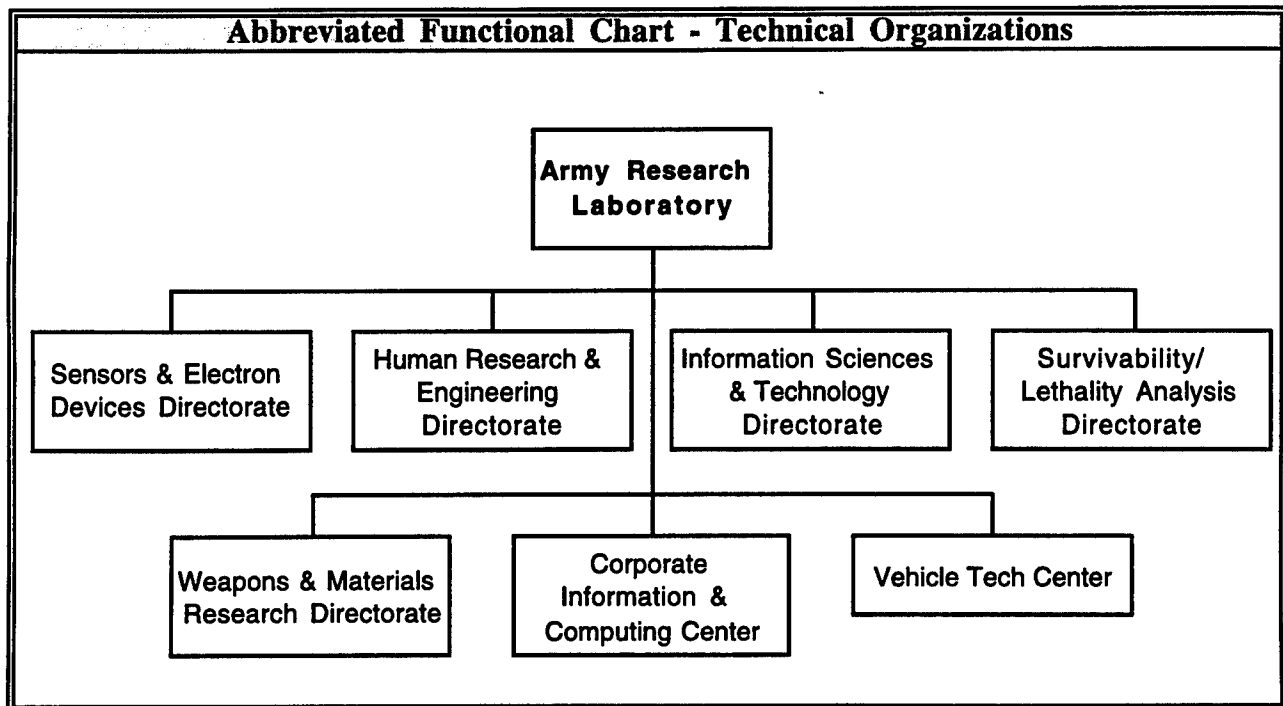 Abbreviated Functional Chart - Technical Organizations
Army Research
Laboratory
Sensors & Electron
Devices Directorate
Human Research &
Engineering
Directorate
Information Sciences
& Technology
Directorate
Survivability/
Lethality Analysis
Directorate
Weapons & Materials
Research Directorate
Corporate
Information &
Computing Center
Vehicle Tech Center